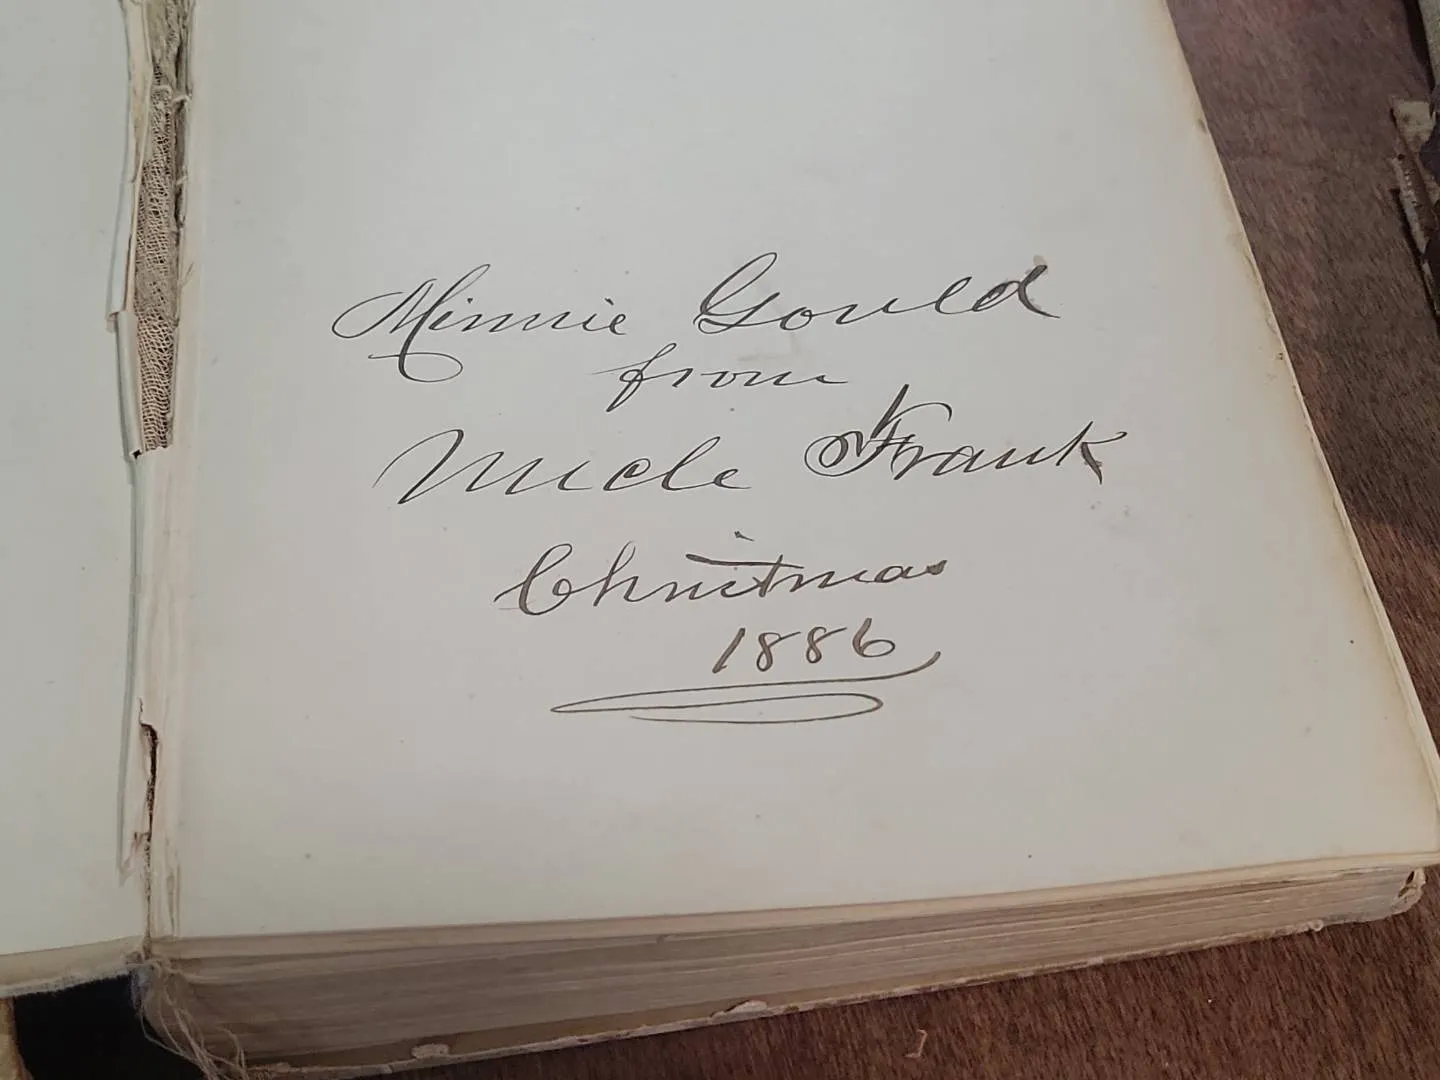 Minnie Gould
from
Uncle Frank
Christmas
1886